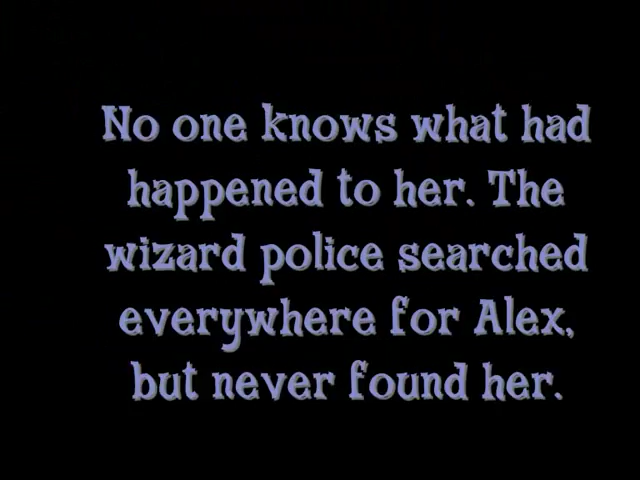 No one knows what had
happened to her. The
wizard police searched
everywhere for Alex,
but never found her.